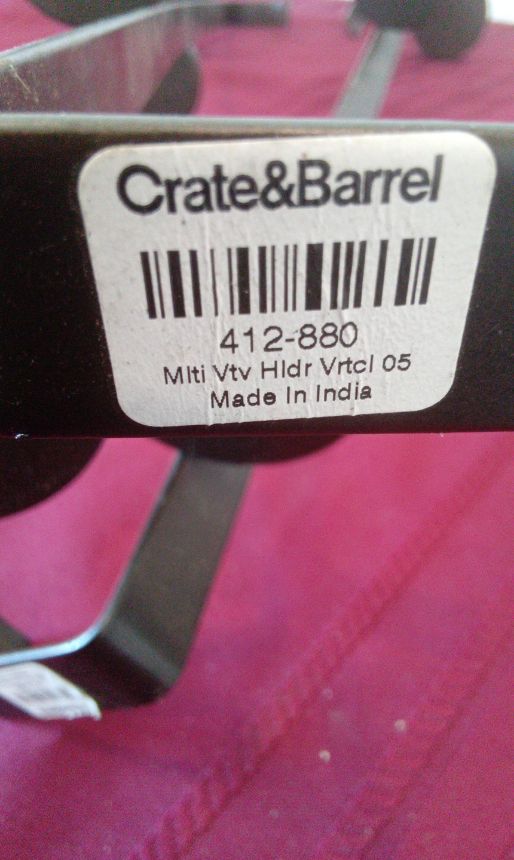 Crate&Barrel
412-880
Mlti Vtv Hldr Vrtcl 05
Made In India